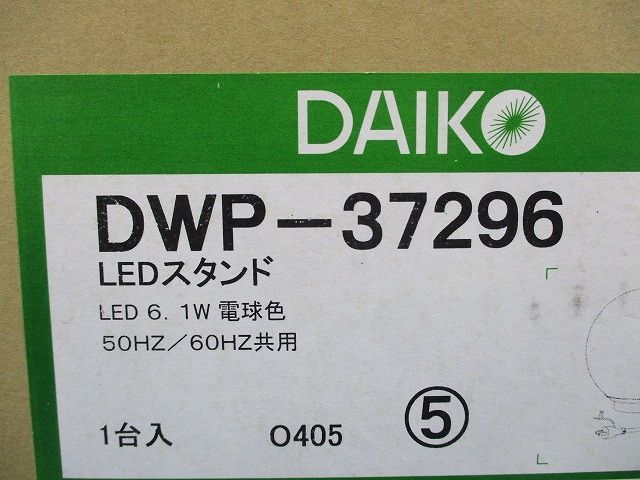 DAIKO
DWP-37296
LEDスタンド
LED 6.1W 電球色
50HZ/60HZ共用
1台入 O405 ⑤